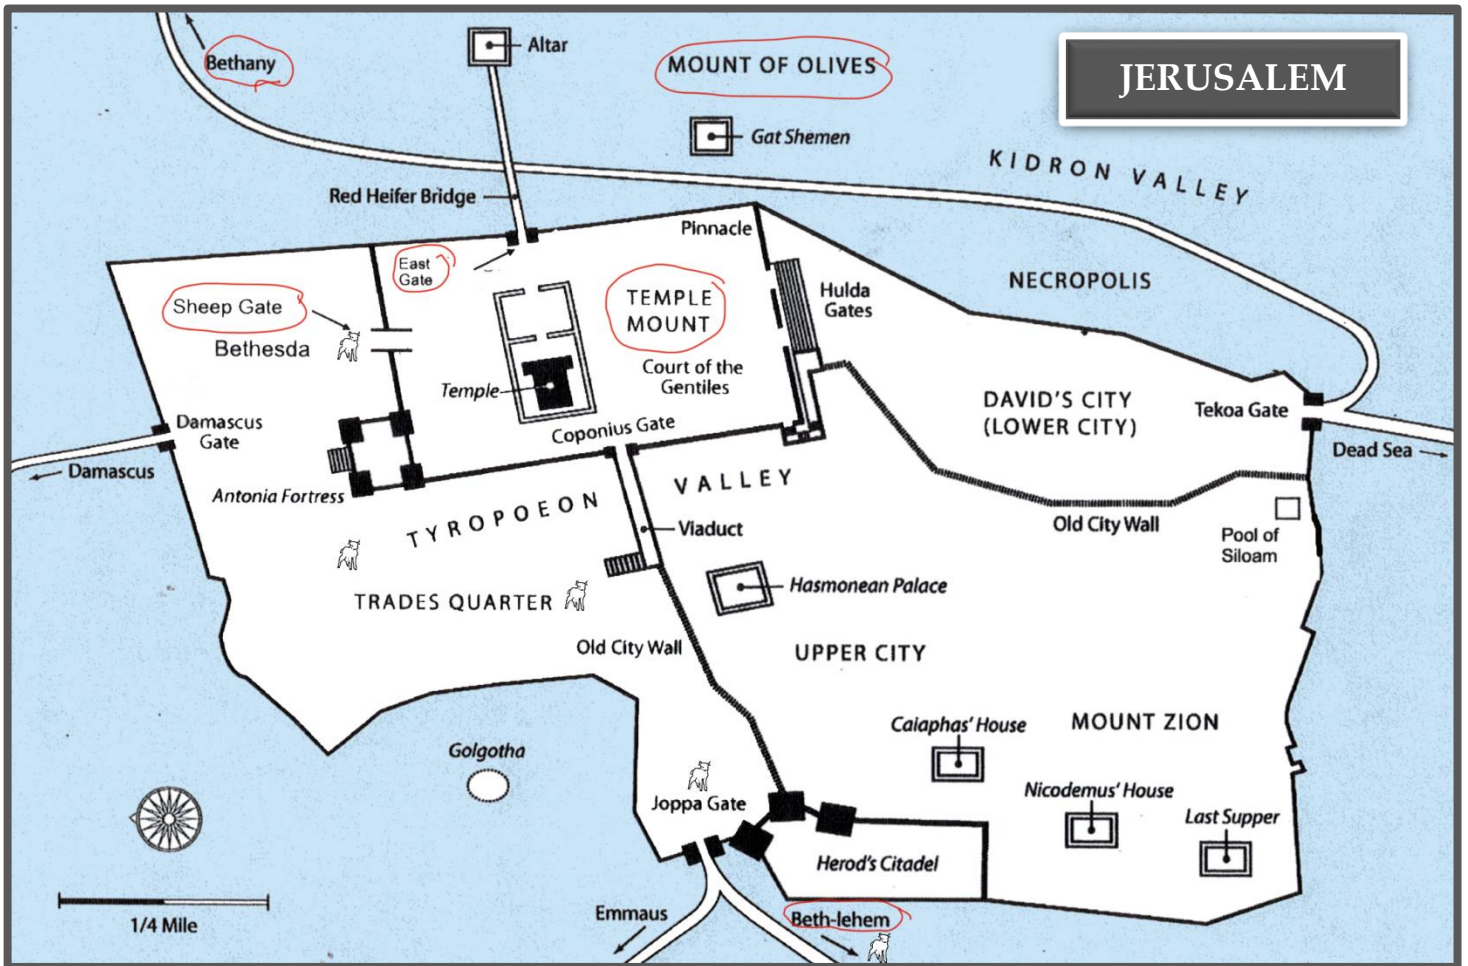 JERUSALEM
Bethany
Altar
MOUNT OF OLIVES
Gat Shemen
KIDRON VALLEY
Red Heifer Bridge
Pinnacle
East
Gate
TEMPLE
MOUNT
Hulda
Gates
NECROPOLIS
Sheep Gate
Bethesda
Temple
Court of the
Gentiles
DAVID'S CITY
(LOWER CITY)
Tekoa Gate
Dead Sea
Damascus
Gate
Damascus
Coponius Gate
Antonia Fortress
TYROPOEON VALLEY
Viaduct
Old City Wall
Pool of
Siloam
Hasmonean Palace
TRADES QUARTER
Old City Wall
UPPER CITY
Caiaphas' House
MOUNT ZION
Golgotha
Nicodemus' House
Last Supper
Joppa Gate
Herod's Citadel
1/4 Mile
Emmaus
Beth-lehem